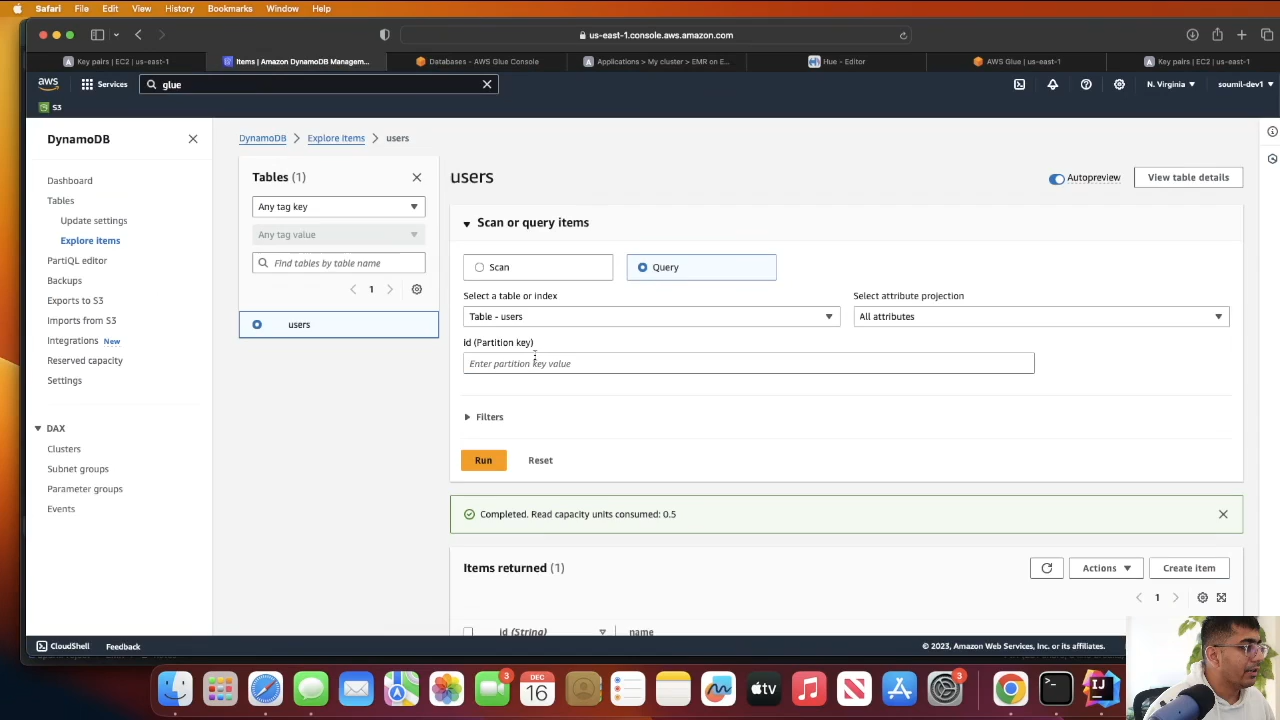 Safari File Edit View History Bookmarks Window Help
us-east-1.console.aws.amazon.com
Key pairs | EC2 | us-east-1
Items | Amazon DynamoDB Managem...
Databases - AWS Glue Console
Applications > My cluster > EMR on E...
Hue - Editor
AWS Glue | us-east-1
Key pairs | EC2 | us-east-1
aws Services glue N. Virginia soumil-dev1
S3
DynamoDB
Dashboard
Tables
Update settings
Explore items
PartiQL editor
Backups
Exports to S3
Imports from S3
Integrations New
Reserved capacity
Settings
DAX
Clusters
Subnet groups
Parameter groups
Events
DynamoDB > Explore items > users
Tables (1)
Any tag key
Any tag value
Find tables by table name
1
users
users
Autopreview
View table details
Scan or query items
Scan
Query
Select a table or index
Table - users
Select attribute projection
All attributes
id (Partition key)
Enter partition key value
Filters
Run Reset
Completed. Read capacity units consumed: 0.5
Items returned (1)
Actions
Create item
1
id (String)
name
CloudShell Feedback
© 2023, Amazon Web Services, Inc. or its affiliates.
3
DEC
16
tv
3
>_
IJ